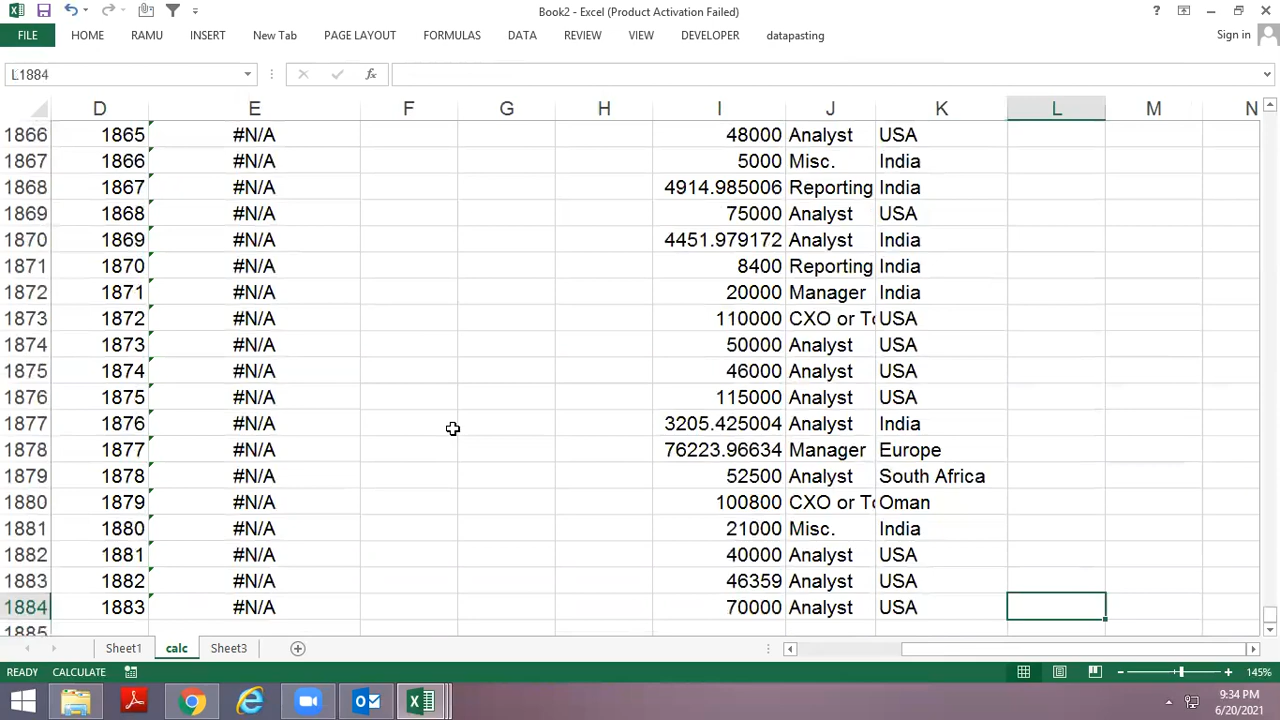 Book2 - Excel (Product Activation Failed)
FILE HOME RAMU INSERT New Tab PAGE LAYOUT FORMULAS DATA REVIEW VIEW DEVELOPER datapasting Sign in
L1884
D E F G H I J K L M N
1866 1865 #N/A 48000 Analyst USA
1867 1866 #N/A 5000 Misc. India
1868 1867 #N/A 4914.985006 Reporting India
1869 1868 #N/A 75000 Analyst USA
1870 1869 #N/A 4451.979172 Analyst India
1871 1870 #N/A 8400 Reporting India
1872 1871 #N/A 20000 Manager India
1873 1872 #N/A 110000 CXO or To USA
1874 1873 #N/A 50000 Analyst USA
1875 1874 #N/A 46000 Analyst USA
1876 1875 #N/A 115000 Analyst USA
1877 1876 #N/A 3205.425004 Analyst India
1878 1877 #N/A 76223.96634 Manager Europe
1879 1878 #N/A 52500 Analyst South Africa
1880 1879 #N/A 100800 CXO or To Oman
1881 1880 #N/A 21000 Misc. India
1882 1881 #N/A 40000 Analyst USA
1883 1882 #N/A 46359 Analyst USA
1884 1883 #N/A 70000 Analyst USA
1885
Sheet1 calc Sheet3
READY CALCULATE 145%
9:34 PM
6/20/2021